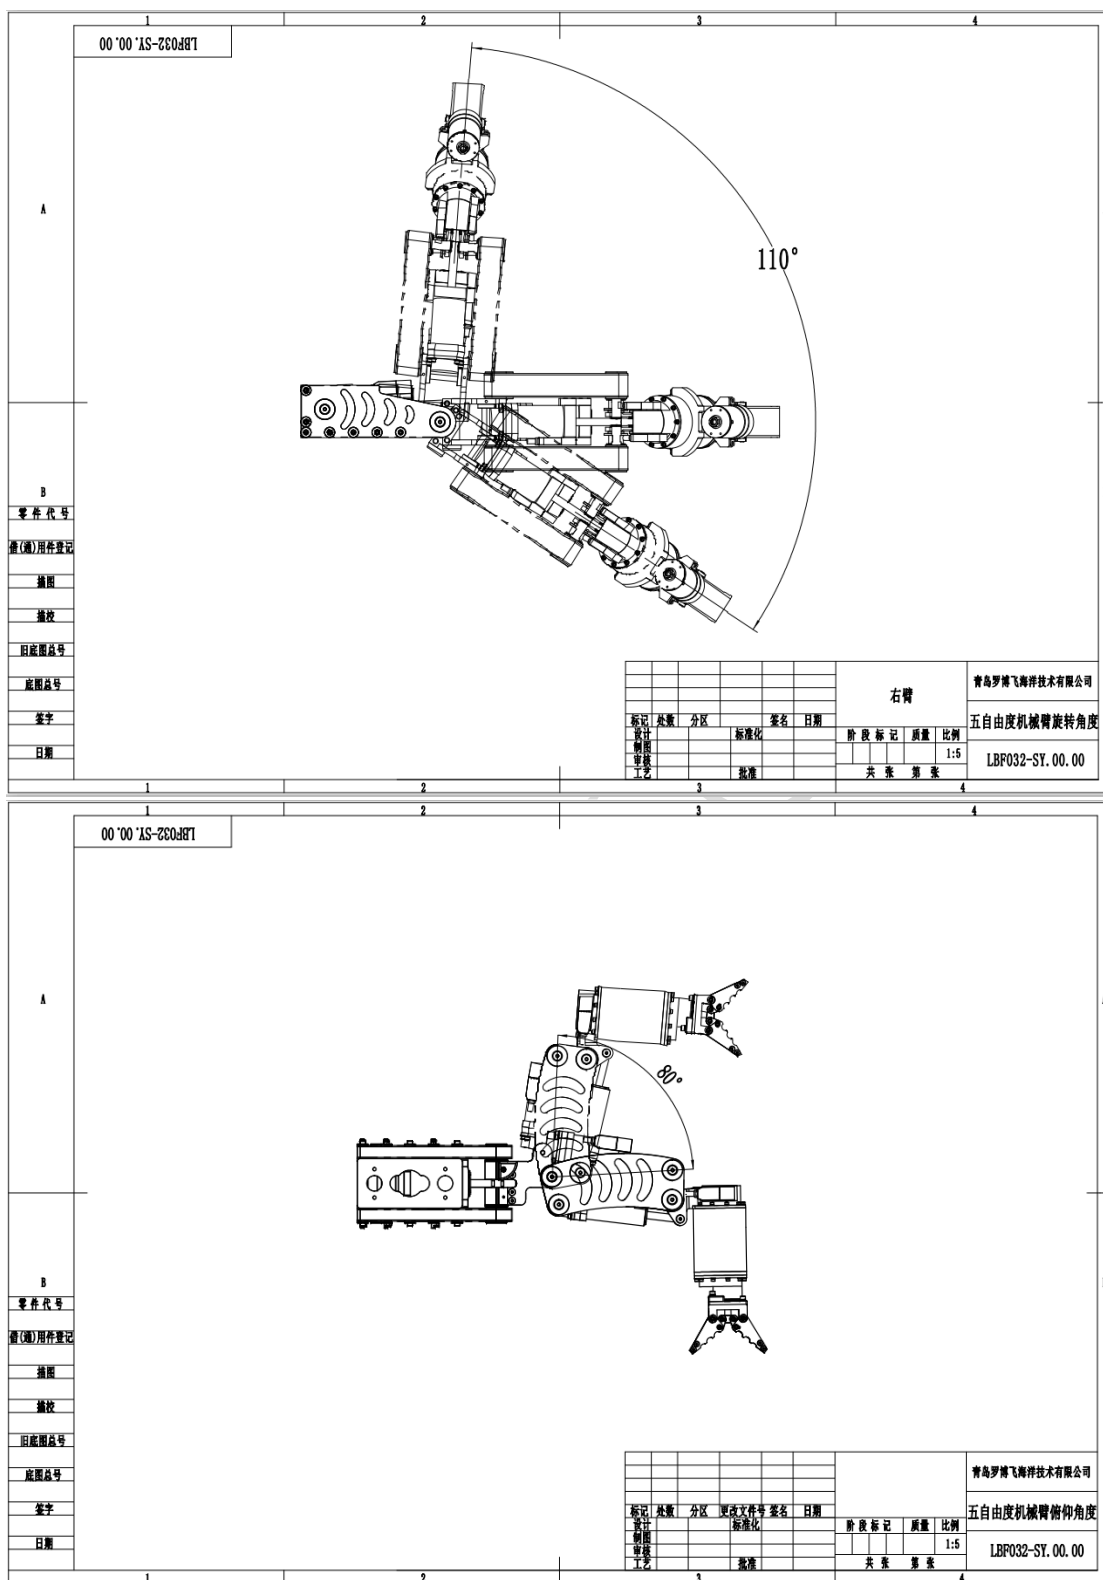 1 2 3 4
LBF032-SY.00.00
110°
A
B
零件代号
借(通)用件登记
描图
描校
旧底图总号
底图总号
签字
日期
右臂
青岛罗博飞海洋技术有限公司
标记 处数 分区 签名 日期
五自由度机械臂旋转角度
设计 标准化
阶段标记 质量 比例
制图
1:5
LBF032-SY.00.00
审核
工艺 批准
共 张 第 张
1 2 3 4
1 2 3 4
LBF032-SY.00.00
A
80°
B
零件代号
借(通)用件登记
描图
描校
旧底图总号
底图总号
签字
日期
青岛罗博飞海洋技术有限公司
标记 处数 分区 更改文件号 签名 日期
五自由度机械臂俯仰角度
设计 标准化
阶段标记 质量 比例
制图
1:5
LBF032-SY.00.00
审核
工艺 批准
共 张 第 张
1 2 3 4